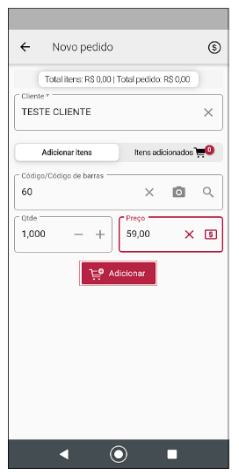 Novo pedido
Total itens: R$ 0,00 | Total pedido: R$ 0,00
Cliente *
TESTE CLIENTE
Adicionar itens
Itens adicionados 0
Código/Código de barras
60
Qtde
Preço
1,000
59,00
Adicionar